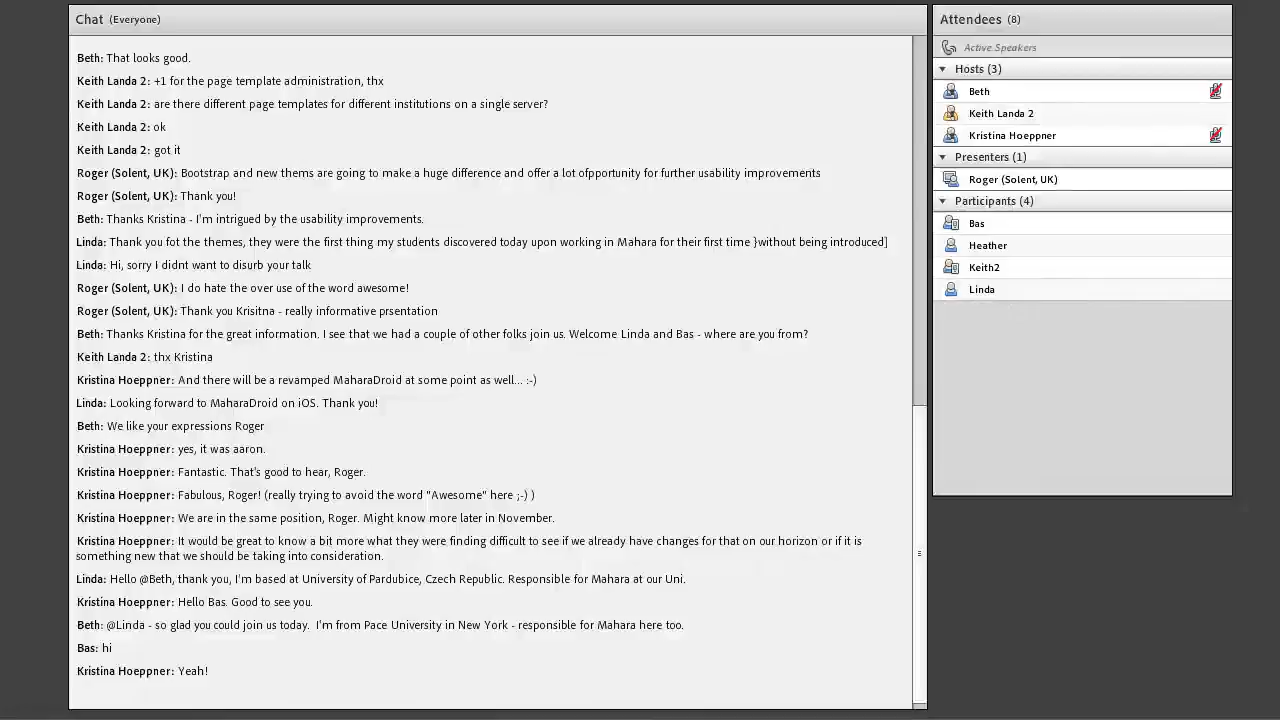 Chat (Everyone)
Beth: That looks good.
Keith Landa 2: +1 for the page template administration, thx
Keith Landa 2: are there different page templates for different institutions on a single server?
Keith Landa 2: ok
Keith Landa 2: got it
Roger (Solent, UK): Bootstrap and new thems are going to make a huge difference and offer a lot ofpportunity for further usability improvements
Roger (Solent, UK): Thank you!
Beth: Thanks Kristina - I'm intrigued by the usability improvements.
Linda: Thank you fot the themes, they were the first thing my students discovered today upon working in Mahara for their first time }without being introduced]
Linda: Hi, sorry I didnt want to disurb your talk
Roger (Solent, UK): I do hate the over use of the word awesome!
Roger (Solent, UK): Thank you Krisitna - really informative prsentation
Beth: Thanks Kristina for the great information. I see that we had a couple of other folks join us. Welcome Linda and Bas - where are you from?
Keith Landa 2: thx Kristina
Kristina Hoeppner: And there will be a revamped MaharaDroid at some point as well... :-)
Linda: Looking forward to MaharaDroid on iOS. Thank you!
Beth: We like your expressions Roger
Kristina Hoeppner: yes, it was aaron.
Kristina Hoeppner: Fantastic. That's good to hear, Roger.
Kristina Hoeppner: Fabulous, Roger! (really trying to avoid the word "Awesome" here ;-) )
Kristina Hoeppner: We are in the same position, Roger. Might know more later in November.
Kristina Hoeppner: It would be great to know a bit more what they were finding difficult to see if we already have changes for that on our horizon or if it is
something new that we should be taking into consideration.
Linda: Hello @Beth, thank you, I'm based at University of Pardubice, Czech Republic. Responsible for Mahara at our Uni.
Kristina Hoeppner: Hello Bas. Good to see you.
Beth: @Linda - so glad you could join us today.  I'm from Pace University in New York - responsible for Mahara here too.
Bas: hi
Kristina Hoeppner: Yeah!
Attendees (8)
Active Speakers
Hosts (3)
Beth
Keith Landa 2
Kristina Hoeppner
Presenters (1)
Roger (Solent, UK)
Participants (4)
Bas
Heather
Keith2
Linda